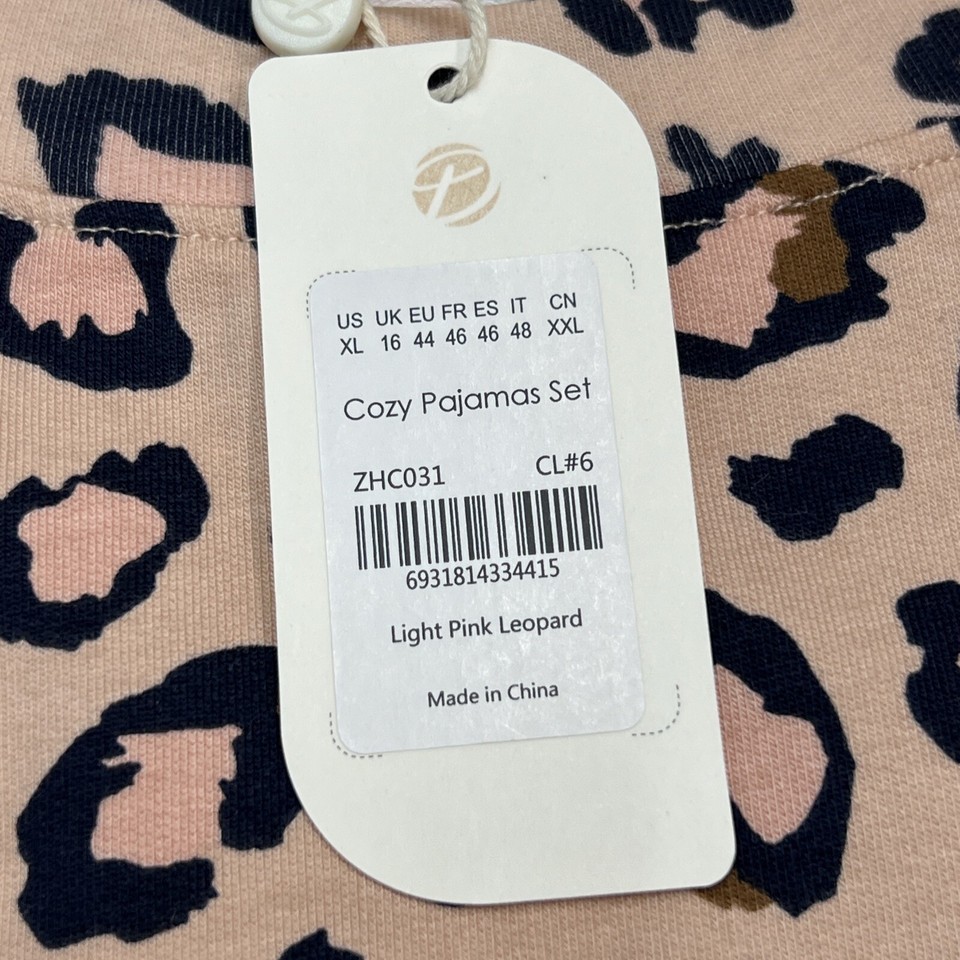 US UK EU FR ES IT CN
XL 16 44 46 46 48 XXL
Cozy Pajamas Set
ZHC031 CL#6
6931814334415
Light Pink Leopard
Made in China